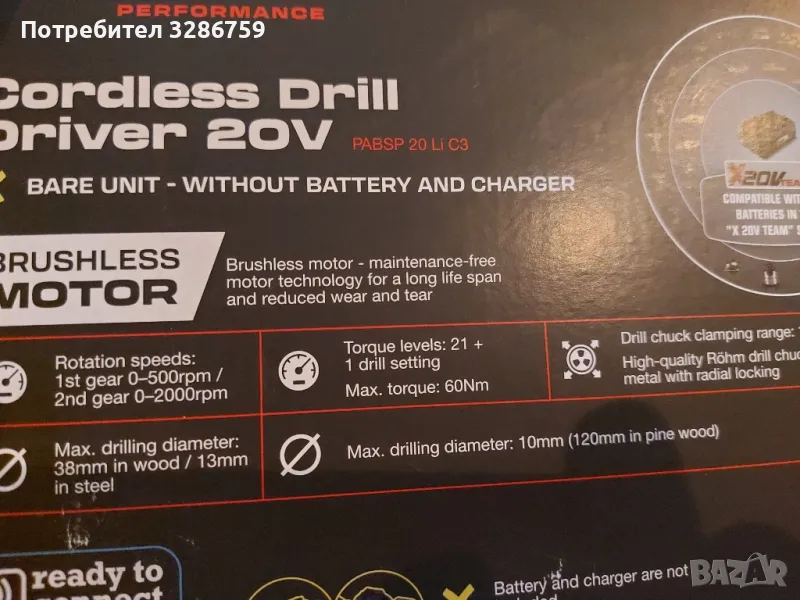 Потребител 3286759
PERFORMANCE
Cordless Drill
Driver 20V PABSP 20 Li C3
BARE UNIT - WITHOUT BATTERY AND CHARGER
X20V TEA
COMPATIBLE WIT
BATTERIES IN
"X 20V TEAM" S
BRUSHLESS
MOTOR
Brushless motor - maintenance-free
motor technology for a long life span
and reduced wear and tear
Rotation speeds:
1st gear 0–500rpm /
2nd gear 0–2000rpm
Torque levels: 21 +
1 drill setting
Max. torque: 60Nm
Drill chuck clamping range:
High-quality Röhm drill chuc
metal with radial locking
Max. drilling diameter:
38mm in wood / 13mm
in steel
Max. drilling diameter: 10mm (120mm in pine wood)
ready to
connect
Battery and charger are not
BAZAR